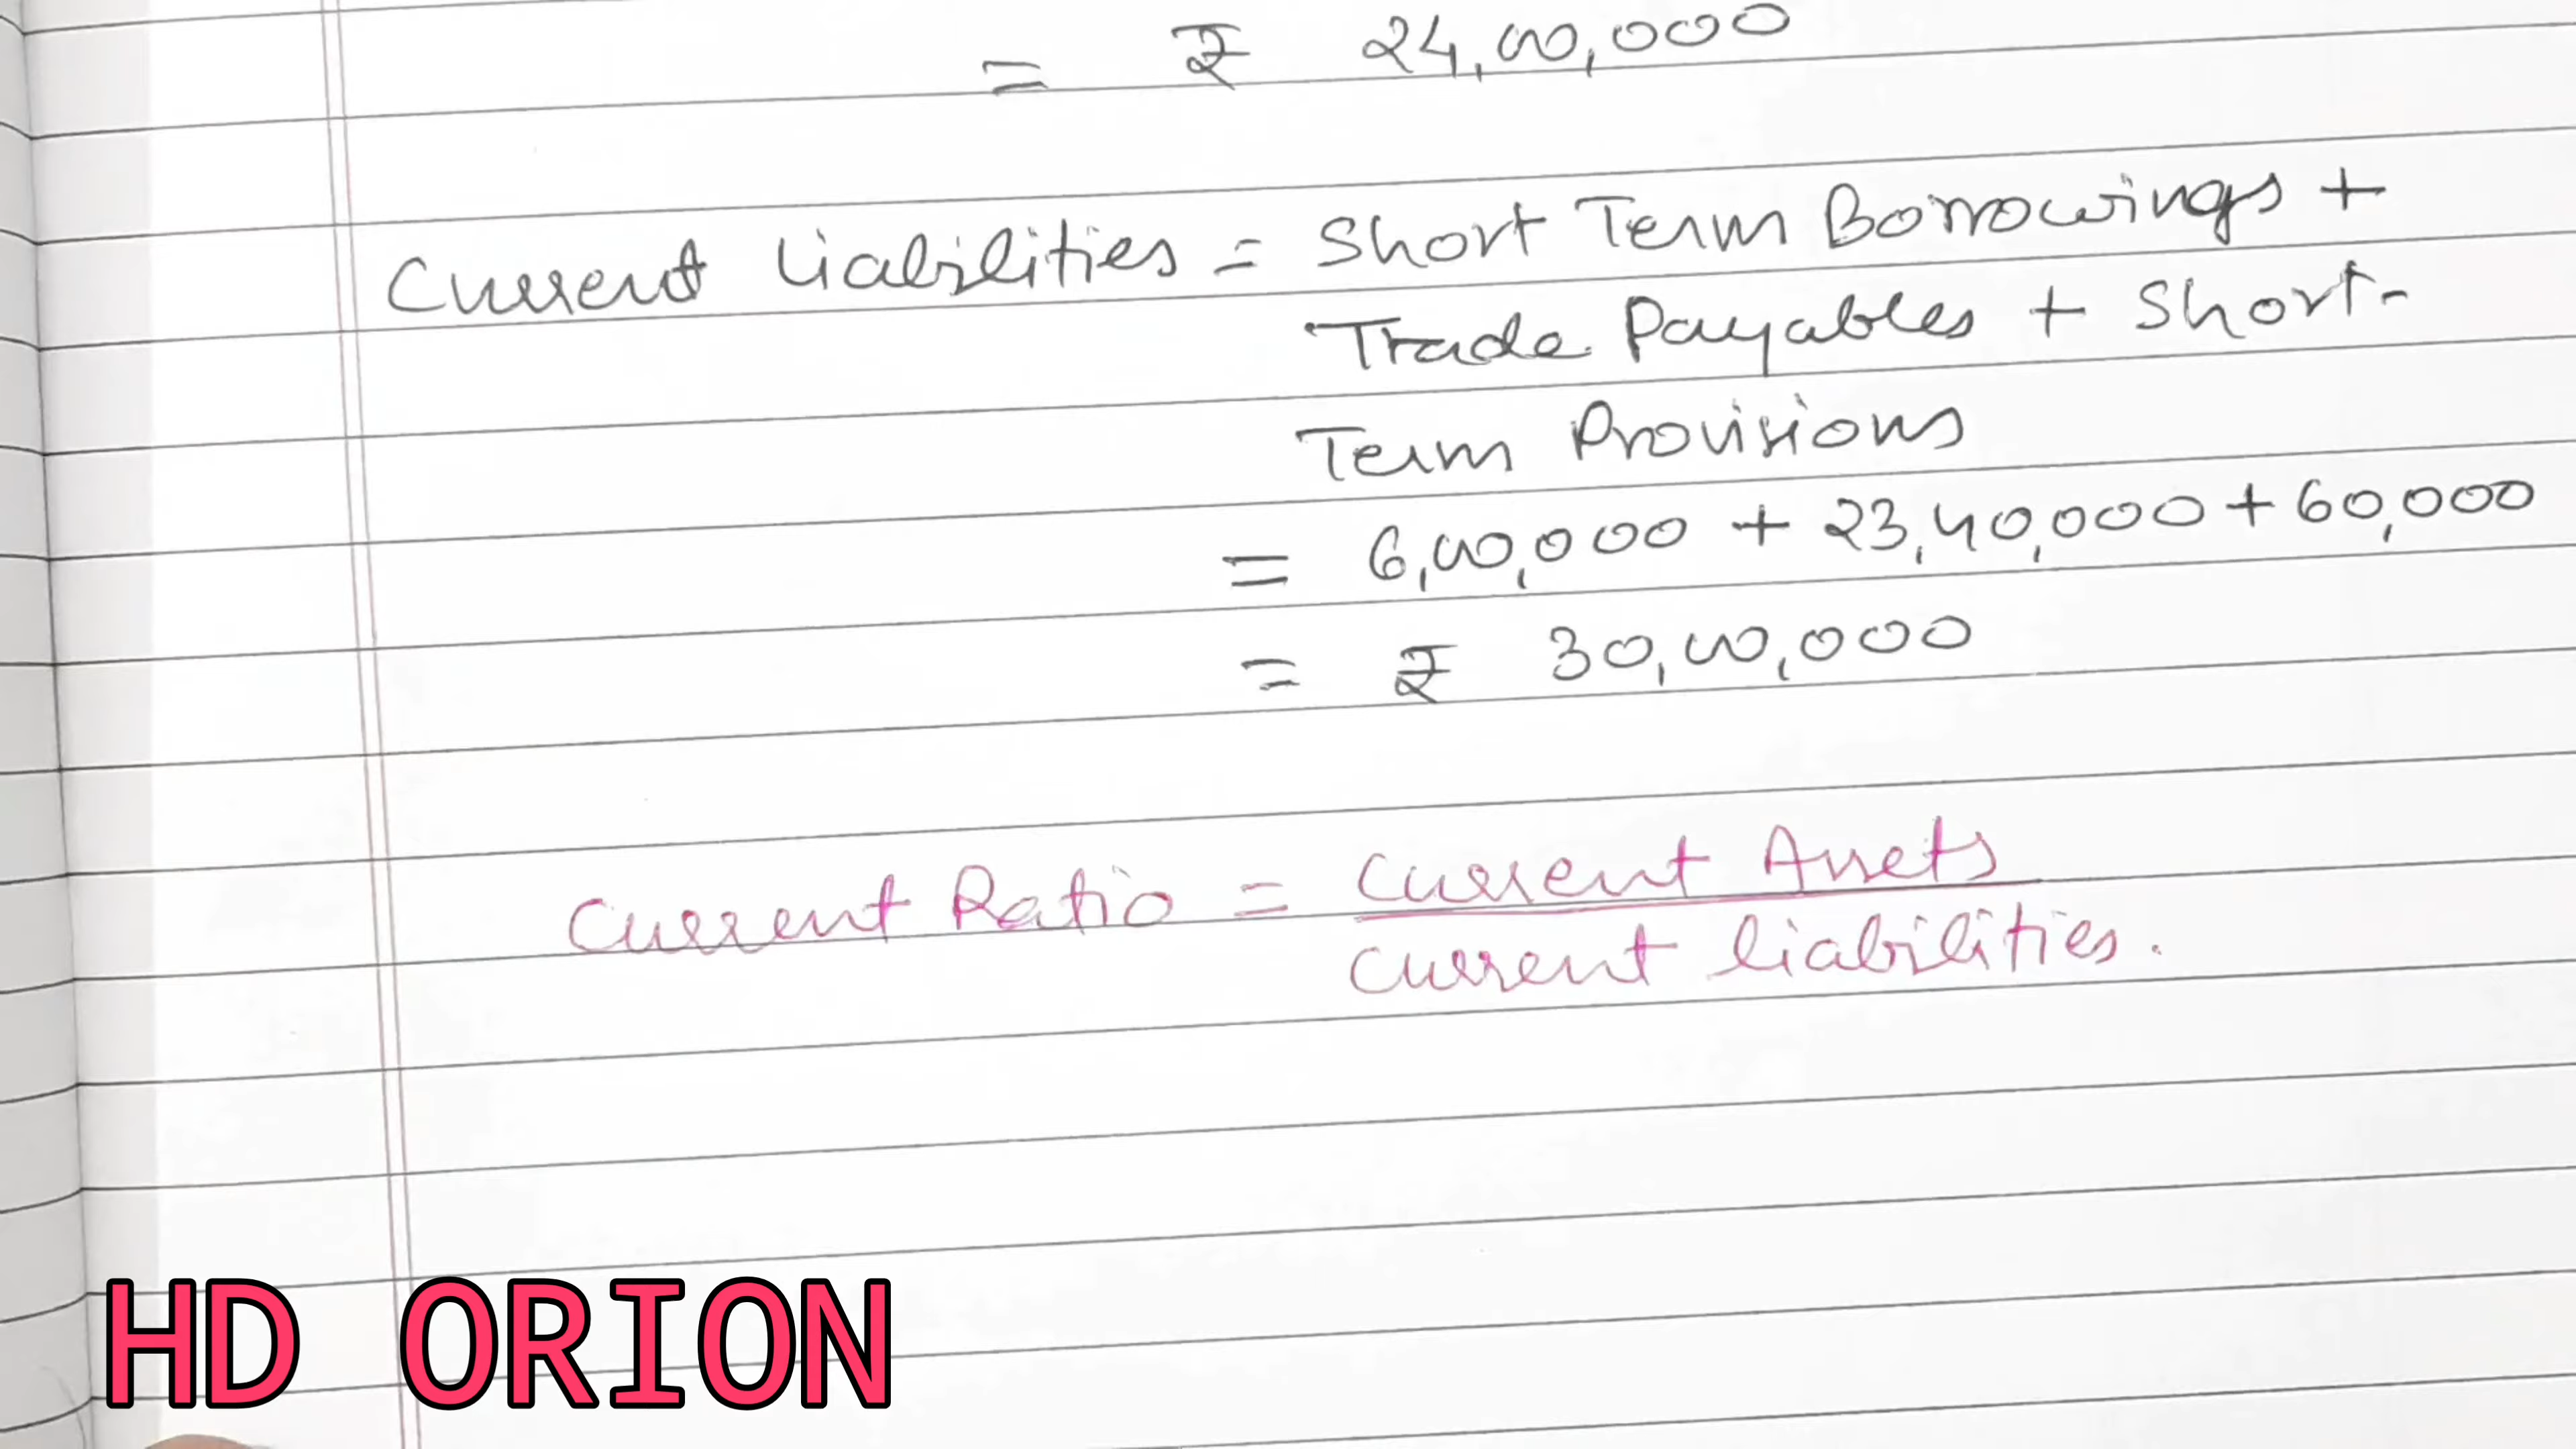 = ₹ 24,00,000
Current liabilities = Short Term Borrowings +
Trade Payables + Short-
Term Provisions
= 6,00,000 + 23,40,000 + 60,000
= ₹ 30,00,000
Current Ratio = Current Assets
Current liabilities.
HD ORION